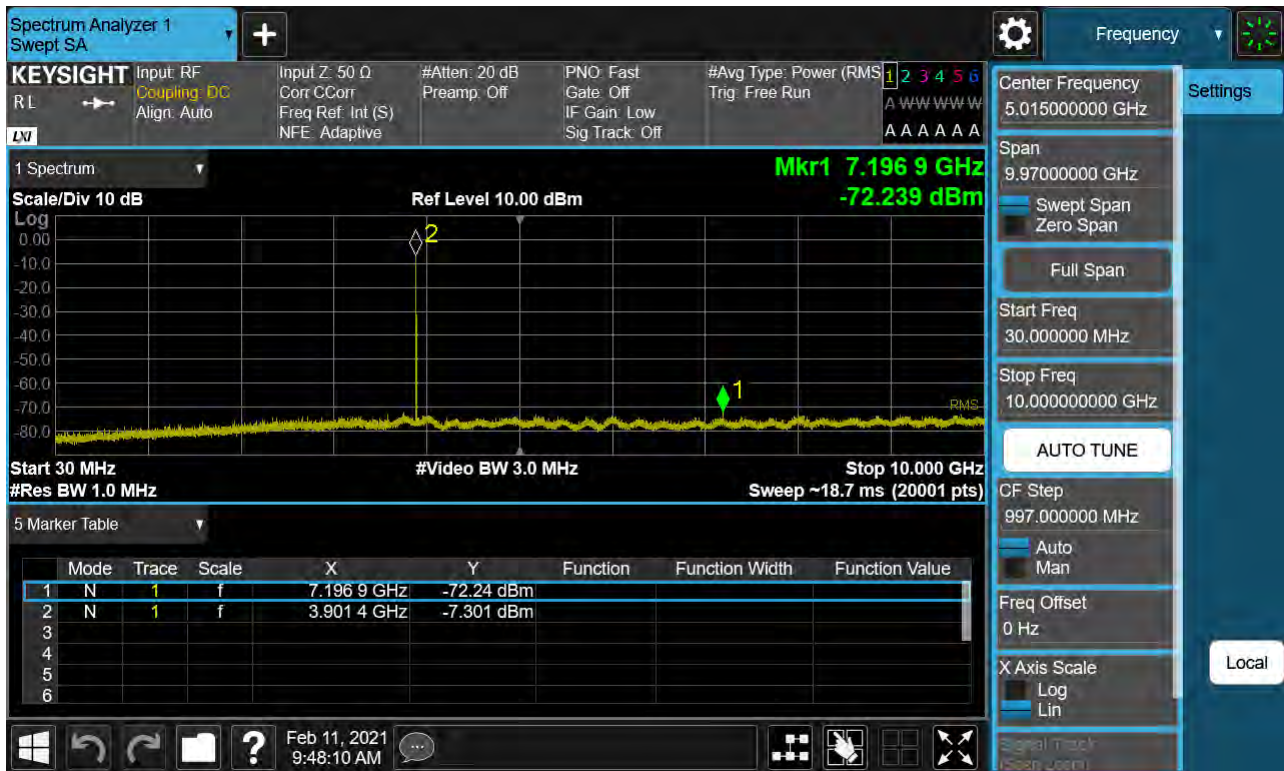 Spectrum Analyzer 1
Swept SA
Frequency
KEYSIGHT
RL
LXI
Input: RF
Coupling: DC
Align: Auto
Input Z: 50 Ω
Corr CCorr
Freq Ref: Int (S)
NFE: Adaptive
#Atten: 20 dB
Preamp: Off
PNO: Fast
Gate: Off
IF Gain: Low
Sig Track: Off
#Avg Type: Power (RMS
Trig: Free Run
1 2 3 4 5 6
A W W W W W
A A A A A A
1 Spectrum
Mkr1 7.196 9 GHz
-72.239 dBm
Scale/Div 10 dB
Ref Level 10.00 dBm
Log
0.00
-10.0
-20.0
-30.0
-40.0
-50.0
-60.0
-70.0
-80.0
2
1
RMS
Start 30 MHz
#Video BW 3.0 MHz
Stop 10.000 GHz
#Res BW 1.0 MHz
Sweep ~18.7 ms (20001 pts)
5 Marker Table
Mode Trace Scale X Y Function Function Width Function Value
1 N 1 f 7.196 9 GHz -72.24 dBm
2 N 1 f 3.901 4 GHz -7.301 dBm
3
4
5
6
Feb 11, 2021
9:48:10 AM
?
Center Frequency
5.015000000 GHz
Settings
Span
9.97000000 GHz
Swept Span
Zero Span
Full Span
Start Freq
30.000000 MHz
Stop Freq
10.000000000 GHz
AUTO TUNE
CF Step
997.000000 MHz
Auto
Man
Freq Offset
0 Hz
X Axis Scale
Log
Lin
Local
Signal Track
(Span Zoom)